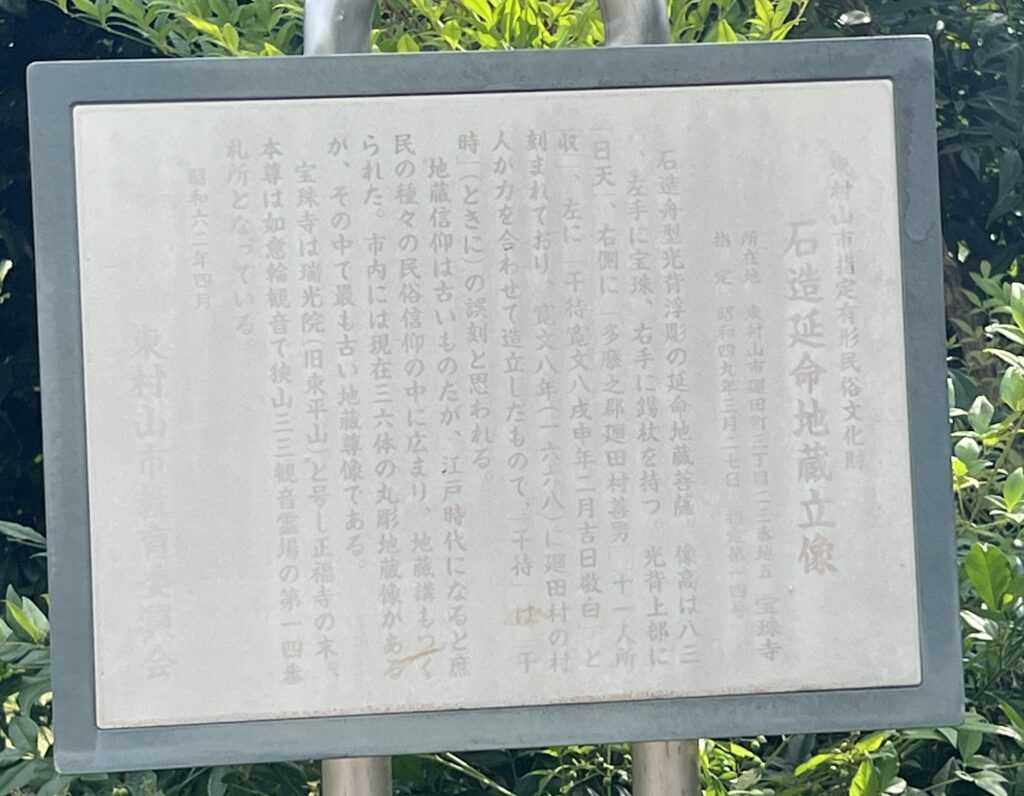 東村山市指定有形民俗文化財
石造延命地蔵立像
所在地 東村山市廻田町三丁目 番地五 宝珠寺
指定 昭和四九年三月二七日 指定第一四号
石造舟型光背浮彫の延命地蔵菩薩。像高は八三
、左手に宝珠、右手に錫杖を持つ。光背上部に
「日天」、右側に「多磨之郡廻田村善男 十一人所
収」、左に「干待寛文八戌申年二月吉日敬白 と
刻まれており、寛文八年(一六六八)に廻田村の村
人が力を合わせて造立したもので、「干待」は「干
時」(ときに)の誤刻と思われる。
地蔵信仰は古いものだが、江戸時代になると庶
民の種々の民俗信仰の中に広まり、地蔵講もつく
られた。市内には現在三六体の丸彫地蔵像がある
が、その中で最も古い地蔵尊像である。
宝珠寺は瑞光院(旧東平山)と号し正福寺の末、
本尊は如意輪観音で狭山三三観音霊場の第一四番
札所となっている。
昭和六二年四月
東村山市教育委員会